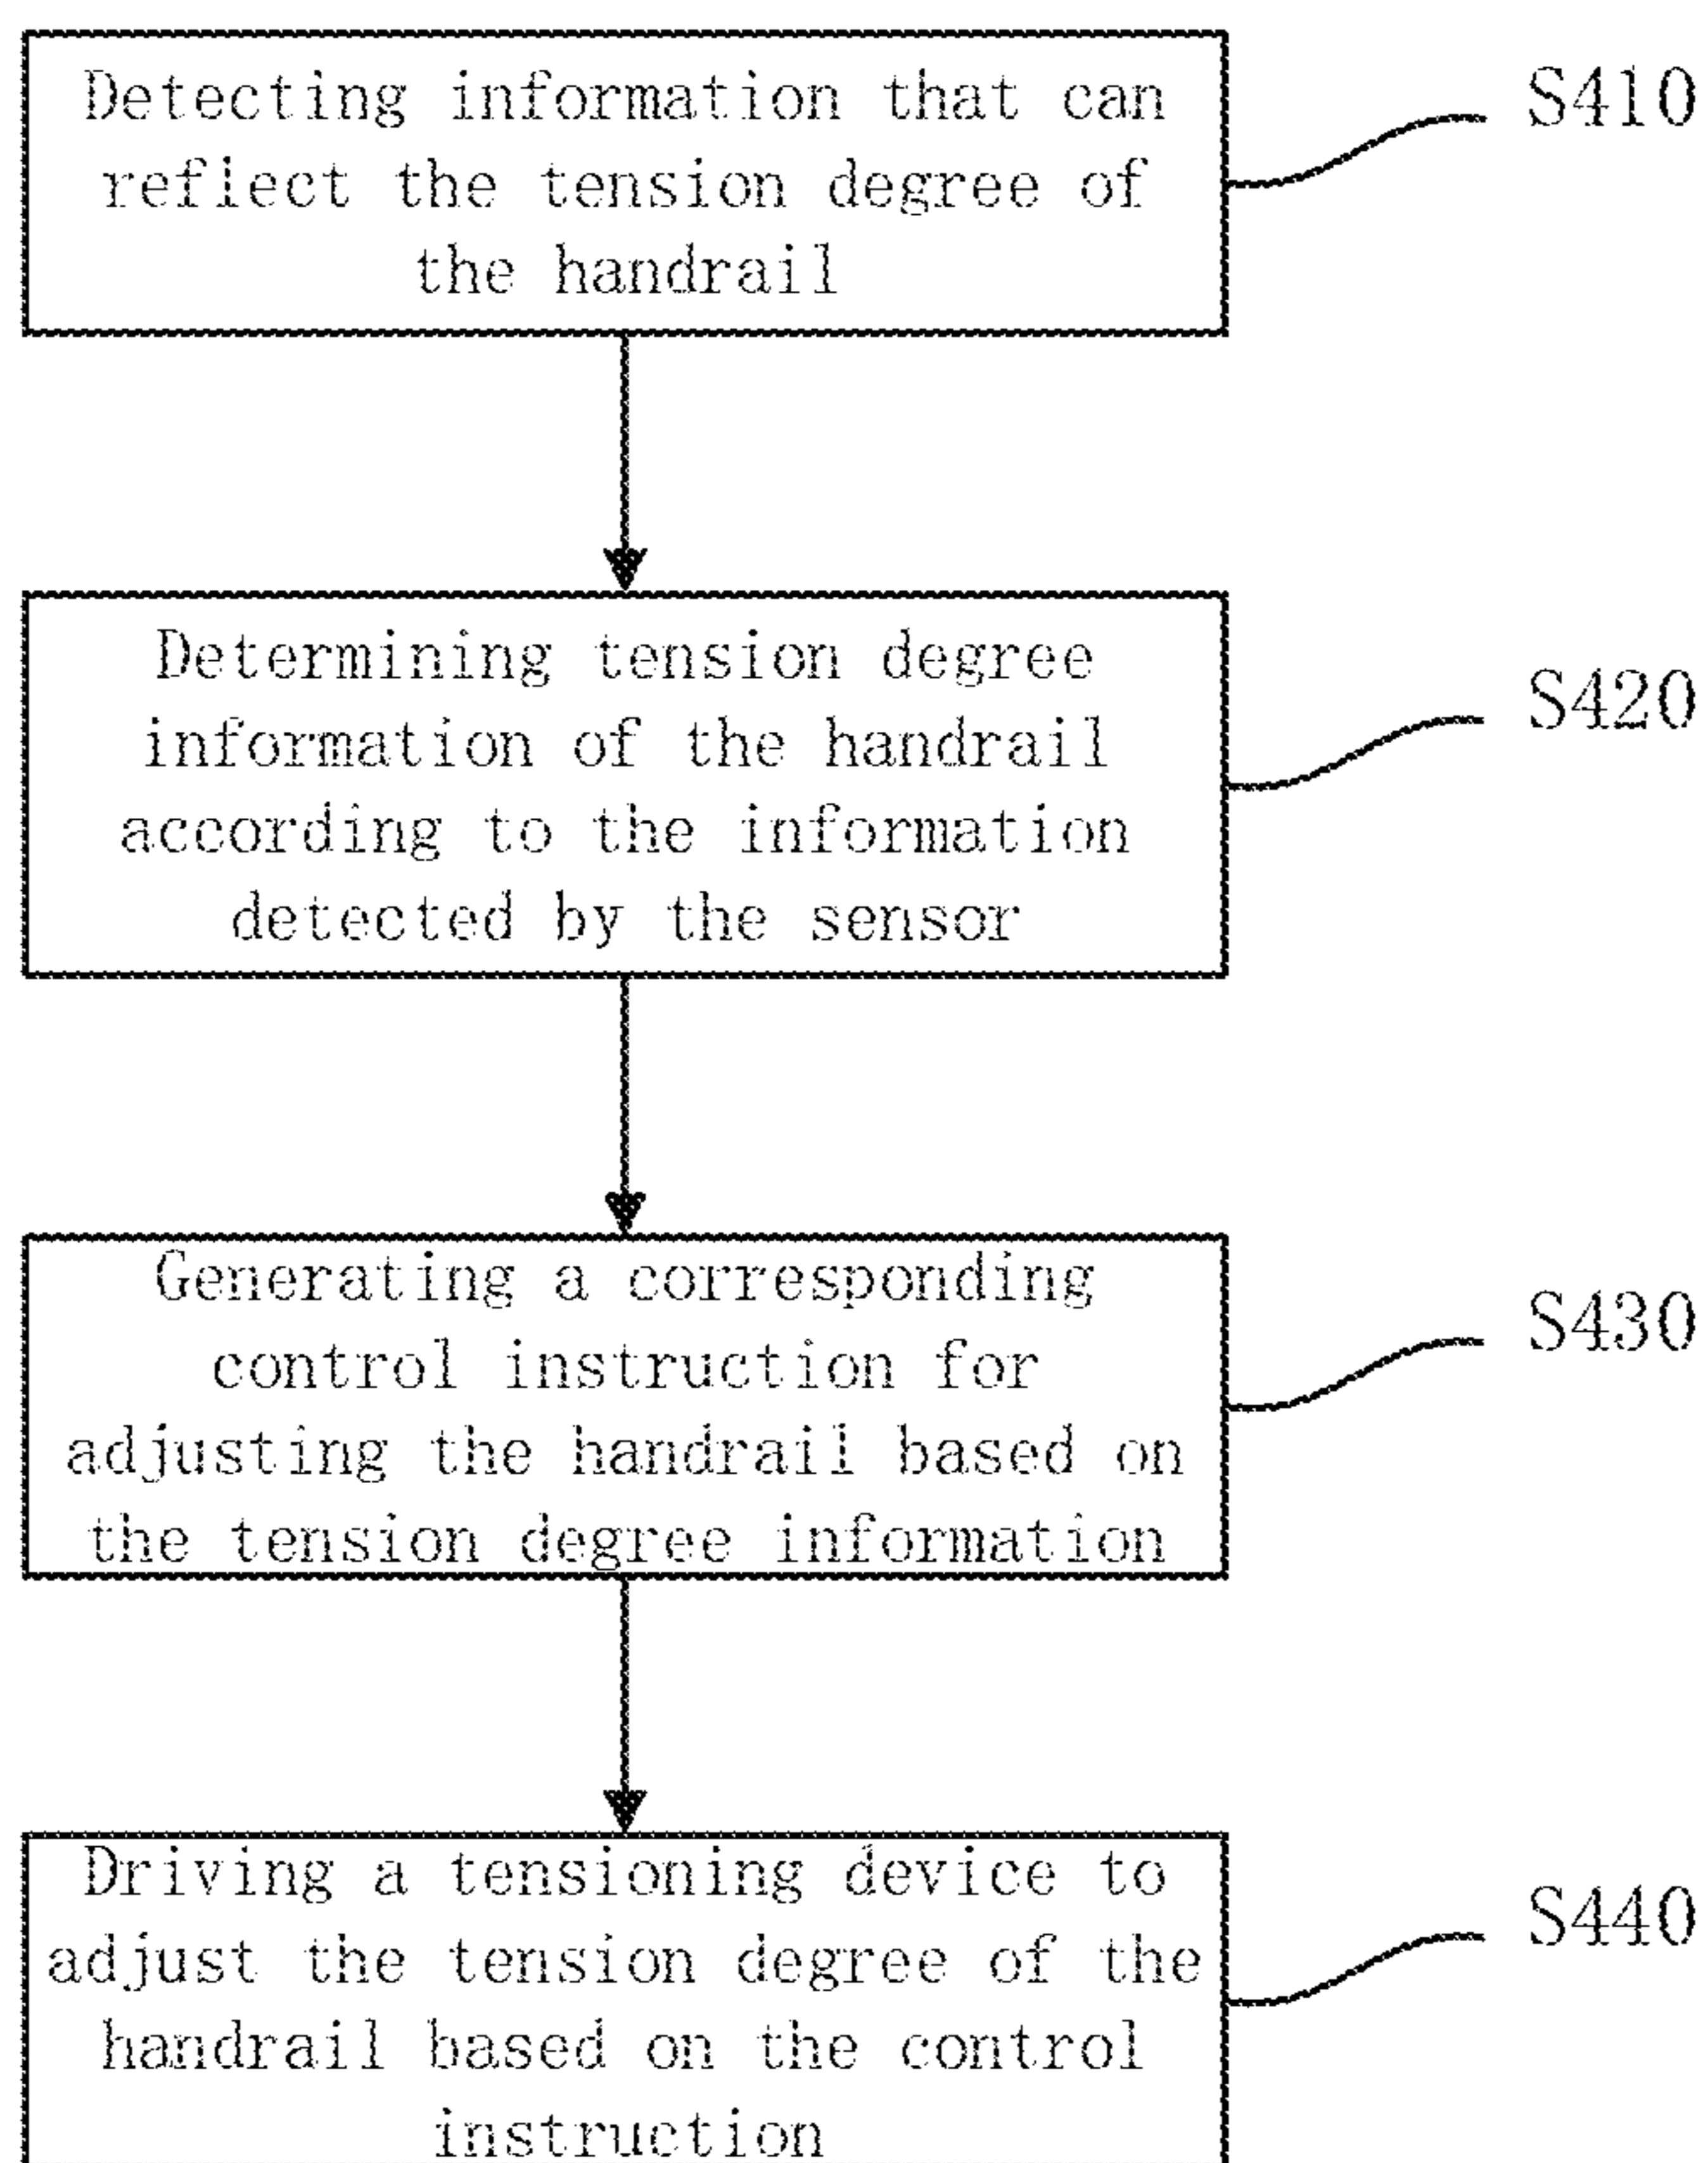 Detecting information that can
reflect the tension degree of
the handrail
S410
Determining tension degree
information of the handrail
according to the information
detected by the sensor
S420
Generating a corresponding
control instruction for
adjusting the handrail based on
the tension degree information
S430
Driving a tensioning device to
adjust the tension degree of the
handrail based on the control
instruction
S440